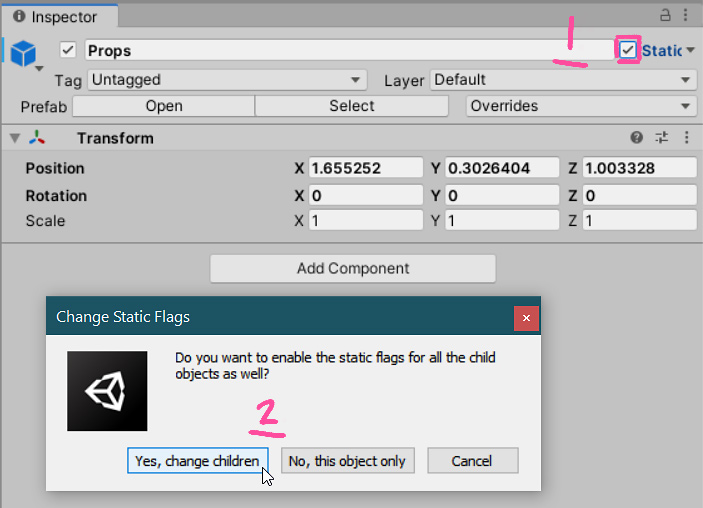 Inspector
Props
1
Static
Tag Untagged Layer Default
Prefab Open Select Overrides
Transform
Position X 1.655252 Y 0.3026404 Z 1.003328
Rotation X 0 Y 0 Z 0
Scale X 1 Y 1 Z 1
Add Component
Change Static Flags
Do you want to enable the static flags for all the child
objects as well?
2
Yes, change children No, this object only Cancel